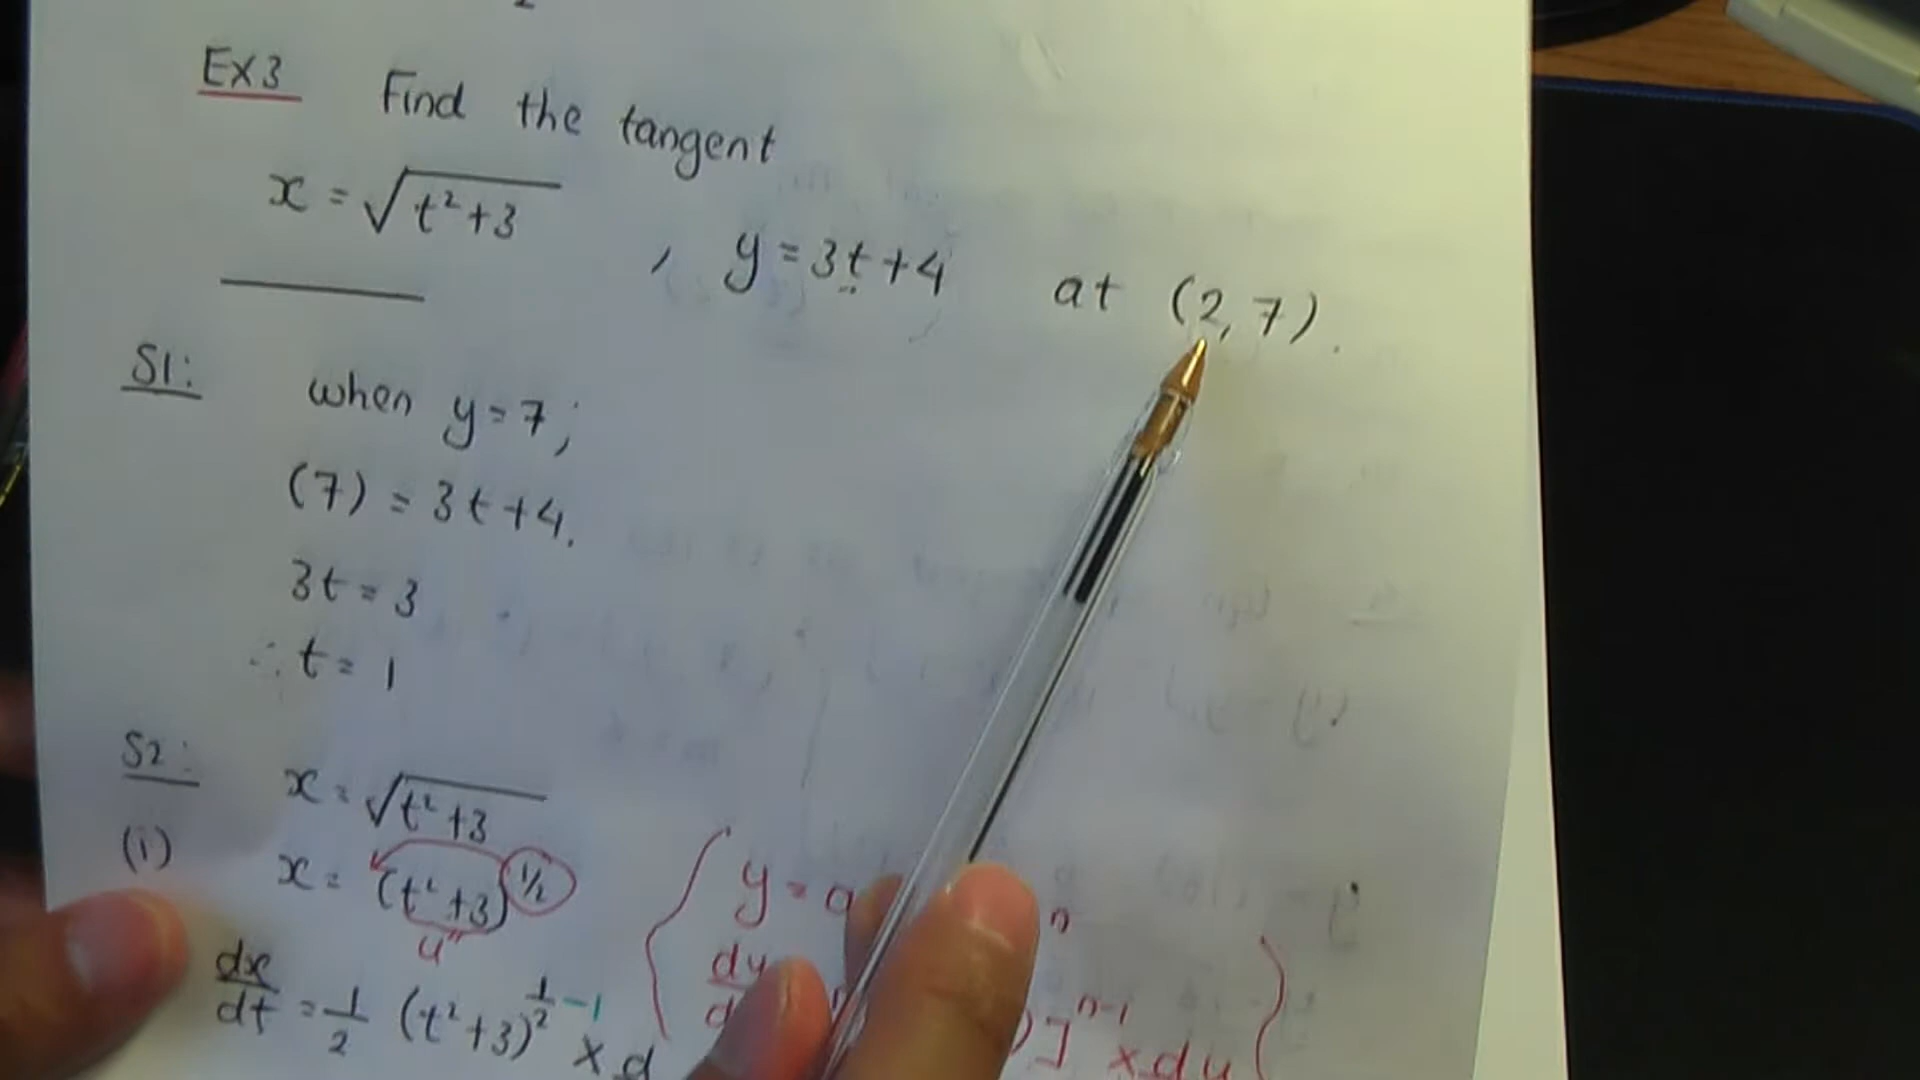 Ex3 Find the tangent
x = √t²+3 , y = 3t+4 at (2,7).
S1: when y=7;
(7) = 3t+4.
3t = 3
∴ t = 1
S2: x = √t²+3
(i) x = (t²+3)^1/2
u"
dx/dt = 1/2 (t²+3)^1/2 -1 × d
y = n
n-1
] × du